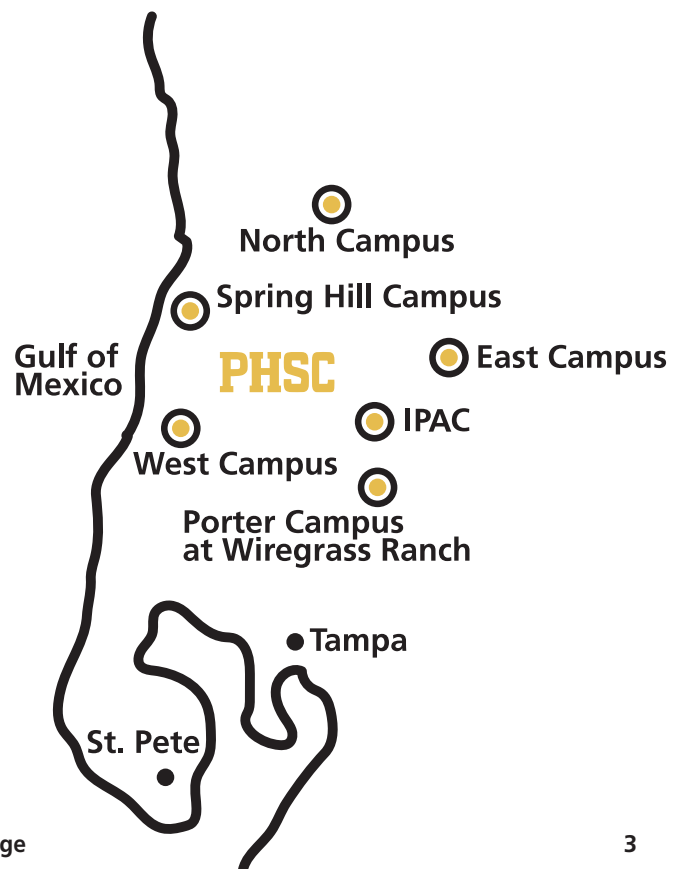 North Campus
Spring Hill Campus
Gulf of
Mexico
PHSC
East Campus
IPAC
West Campus
Porter Campus
at Wiregrass Ranch
Tampa
St. Pete
3